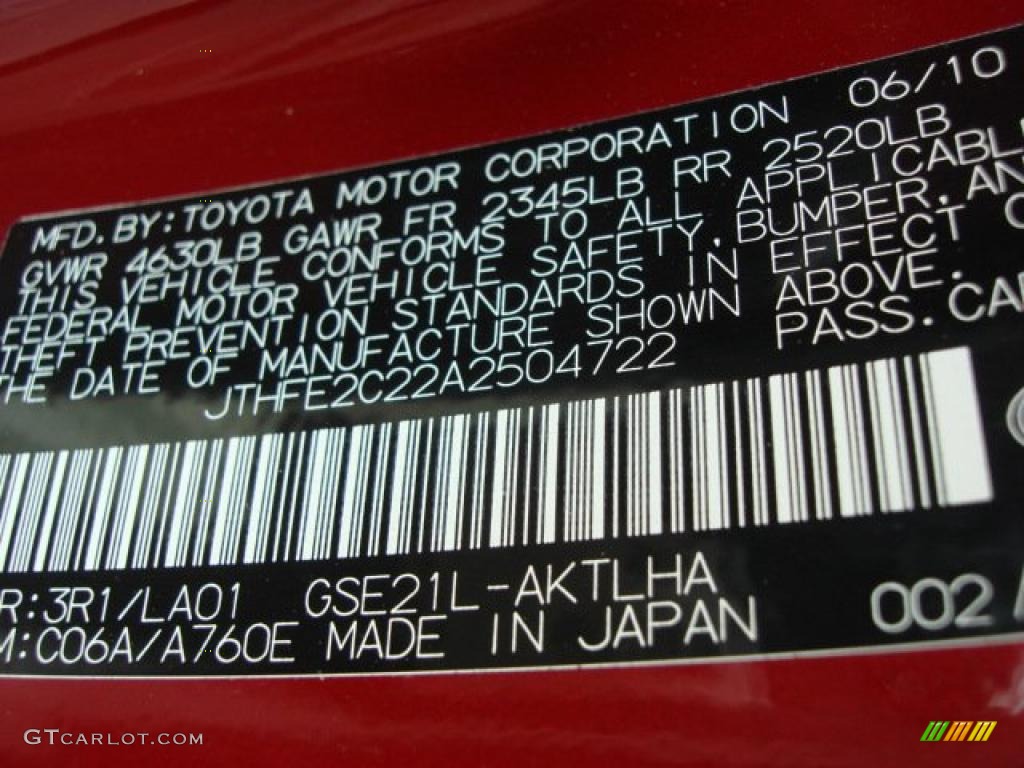 MFD. BY: TOYOTA MOTOR CORPORATION 06/10
GVWR 4630LB GAWR FR 2345LB RR 2520LB
THIS VEHICLE CONFORMS TO ALL APPLICABL
FEDERAL MOTOR VEHICLE SAFETY, BUMPER, AN
THEFT PREVENTION STANDARDS IN EFFECT O
THE DATE OF MANUFACTURE SHOWN ABOVE.
JTHFE2C22A2504722 PASS. CAR
R:3R1/LA01 GSE21L-AKTLHA
M:C06A/A760E MADE IN JAPAN 002
GTCARLOT.COM